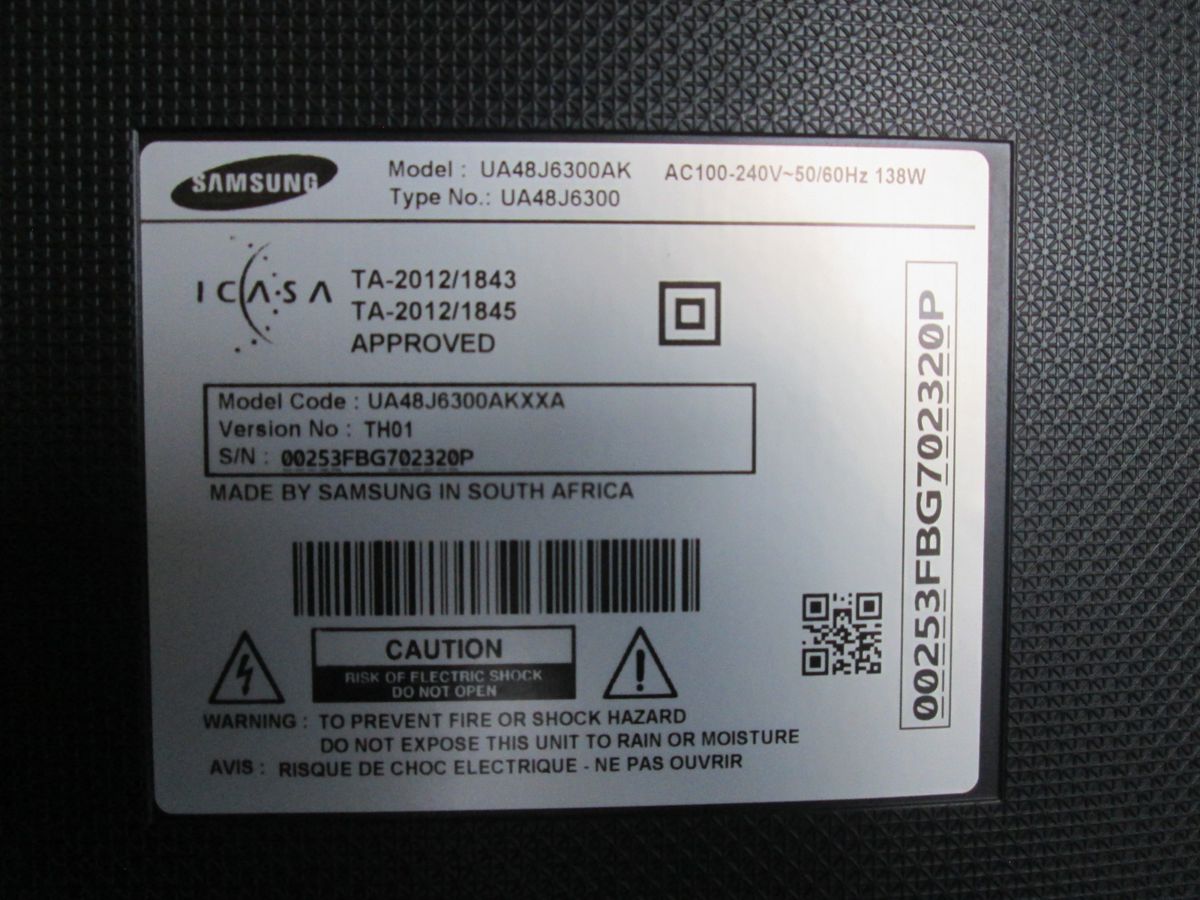 SAMSUNG
Model : UA48J6300AK AC100-240V~50/60Hz 138W
Type No.: UA48J6300
ICASA
TA-2012/1843
TA-2012/1845
APPROVED
Model Code : UA48J6300AKXXA
Version No : TH01
S/N : 00253FBG702320P
MADE BY SAMSUNG IN SOUTH AFRICA
00253FBG702320P
CAUTION
RISK OF ELECTRIC SHOCK
DO NOT OPEN
WARNING : TO PREVENT FIRE OR SHOCK HAZARD
DO NOT EXPOSE THIS UNIT TO RAIN OR MOISTURE
AVIS : RISQUE DE CHOC ELECTRIQUE - NE PAS OUVRIR